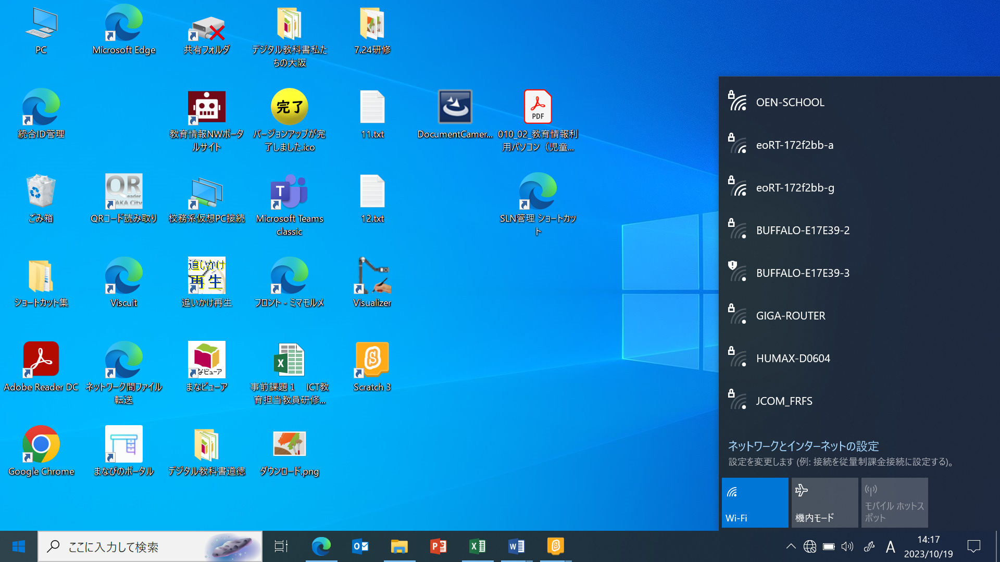 PC
Microsoft Edge
共有フォルダ
デジタル教科書私た
ちの大阪
7.24研修
統合ID管理
教育情報NWポータ
ルサイト
完了
バージョンアップが完
了しました.ico
11.txt
DocumentCamer...
PDF
010_02_教育情報利
用パソコン（児童...
ごみ箱
QR
eader
AKA City
QRコード読み取り
校務系仮想PC接続
T
Microsoft Teams
classic
12.txt
SLN管理 ショートカッ
ト
ショートカット集
Viscuit
追いかけ
再生
追いかけ再生
フロント - ミマモルメ
Visualizer
Adobe Reader DC
ネットワーク間ファイル
転送
なビューア
まなビューア
X
事前課題１　ICT教
育担当教員研修...
S
Scratch 3
Google Chrome
まなびのポータル
デジタル教科書道徳
ダウンロード.png
OEN-SCHOOL
eoRT-172f2bb-a
eoRT-172f2bb-g
BUFFALO-E17E39-2
BUFFALO-E17E39-3
GIGA-ROUTER
HUMAX-D0604
JCOM_FRFS
ネットワークとインターネットの設定
設定を変更します (例: 接続を従量制課金接続に設定する)。
Wi-Fi
機内モード
モバイル ホットス
ポット
ここに入力して検索
O
P
X
W
S
A
14:17
2023/10/19